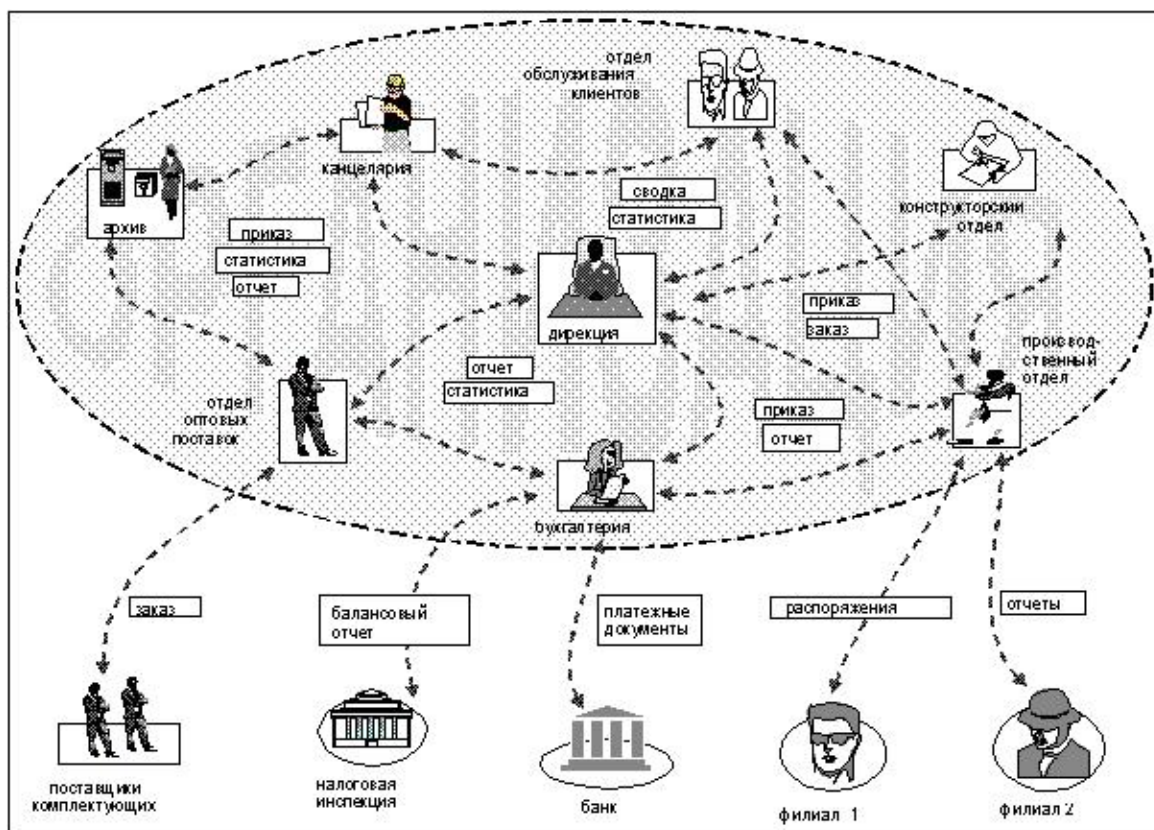 отдел
обслуживания
клиентов
канцелярия
архив
сводка
статистика
конструкторский
отдел
приказ
статистика
отчет
дирекция
приказ
заказ
производ-
ственный
отдел
отчет
статистика
отдел
оптовых
поставок
приказ
отчет
бухгалтерия
заказ
балансовый
отчет
платежные
документы
распоряжения
отчеты
поставщики
комплектующих
налоговая
инспекция
банк
филиал 1
филиал 2